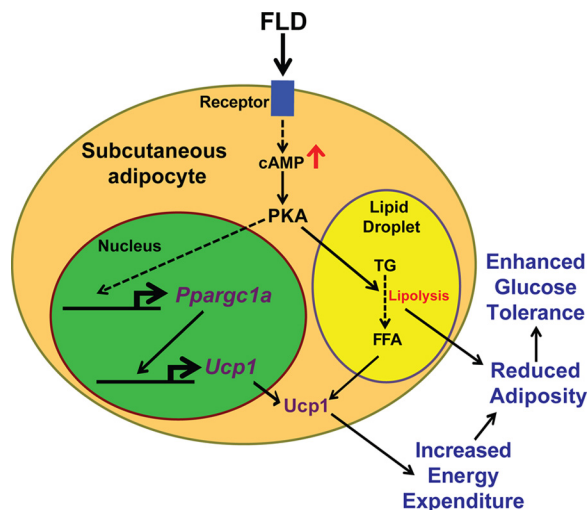 FLD
Receptor
Subcutaneous
adipocyte
cAMP
PKA
Nucleus
Ppargc1a
Ucp1
Lipid
Droplet
TG
Lipolysis
FFA
Ucp1
Enhanced
Glucose
Tolerance
Reduced
Adiposity
Increased
Energy
Expenditure